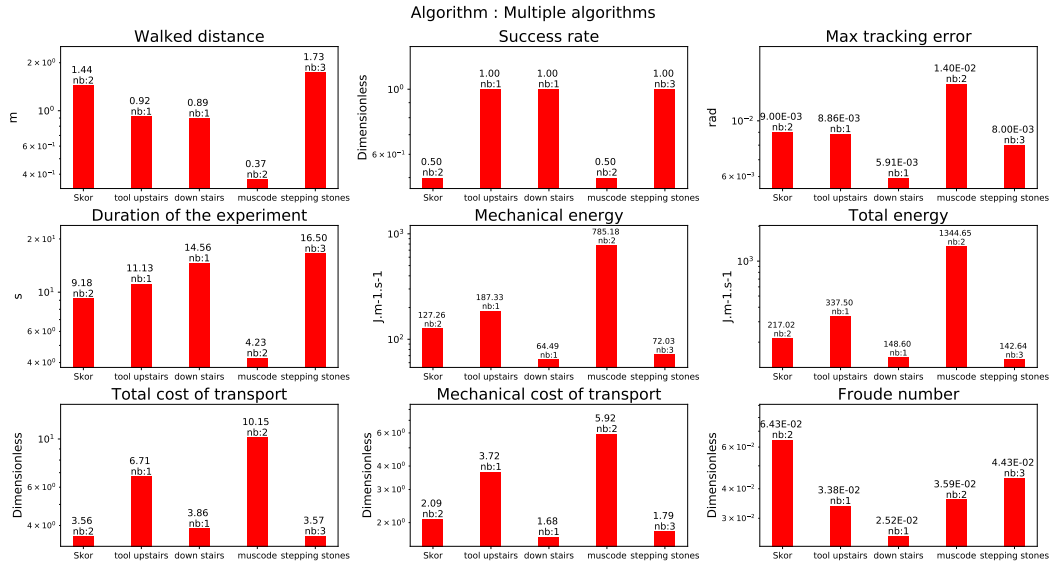 Algorithm : Multiple algorithms
Walked distance
m
2 × 10⁰
10⁰
6 × 10⁻¹
4 × 10⁻¹
1.44
nb:2
0.92
nb:1
0.89
nb:1
0.37
nb:2
1.73
nb:3
Skor tool upstairs down stairs muscode stepping stones
Success rate
Dimensionless
10⁰
6 × 10⁻¹
0.50
nb:2
1.00
nb:1
1.00
nb:1
0.50
nb:2
1.00
nb:3
Skor tool upstairs down stairs muscode stepping stones
Max tracking error
rad
10⁻²
6 × 10⁻³
9.00E-03
nb:2
8.86E-03
nb:1
5.91E-03
nb:1
1.40E-02
nb:2
8.00E-03
nb:3
Skor tool upstairs down stairs muscode stepping stones
Duration of the experiment
s
2 × 10¹
10¹
6 × 10⁰
4 × 10⁰
9.18
nb:2
11.13
nb:1
14.56
nb:1
4.23
nb:2
16.50
nb:3
Skor tool upstairs down stairs muscode stepping stones
Mechanical energy
J.m-1.s-1
10³
10²
127.26
nb:2
187.33
nb:1
64.49
nb:1
785.18
nb:2
72.03
nb:3
Skor tool upstairs down stairs muscode stepping stones
Total energy
J.m-1.s-1
10³
217.02
nb:2
337.50
nb:1
148.60
nb:1
1344.65
nb:2
142.64
nb:3
Skor tool upstairs down stairs muscode stepping stones
Total cost of transport
Dimensionless
10¹
6 × 10⁰
4 × 10⁰
3.56
nb:2
6.71
nb:1
3.86
nb:1
10.15
nb:2
3.57
nb:3
Skor tool upstairs down stairs muscode stepping stones
Mechanical cost of transport
Dimensionless
6 × 10⁰
4 × 10⁰
3 × 10⁰
2 × 10⁰
2.09
nb:2
3.72
nb:1
1.68
nb:1
5.92
nb:2
1.79
nb:3
Skor tool upstairs down stairs muscode stepping stones
Froude number
Dimensionless
6 × 10⁻²
4 × 10⁻²
3 × 10⁻²
6.43E-02
nb:2
3.38E-02
nb:1
2.52E-02
nb:1
3.59E-02
nb:2
4.43E-02
nb:3
Skor tool upstairs down stairs muscode stepping stones